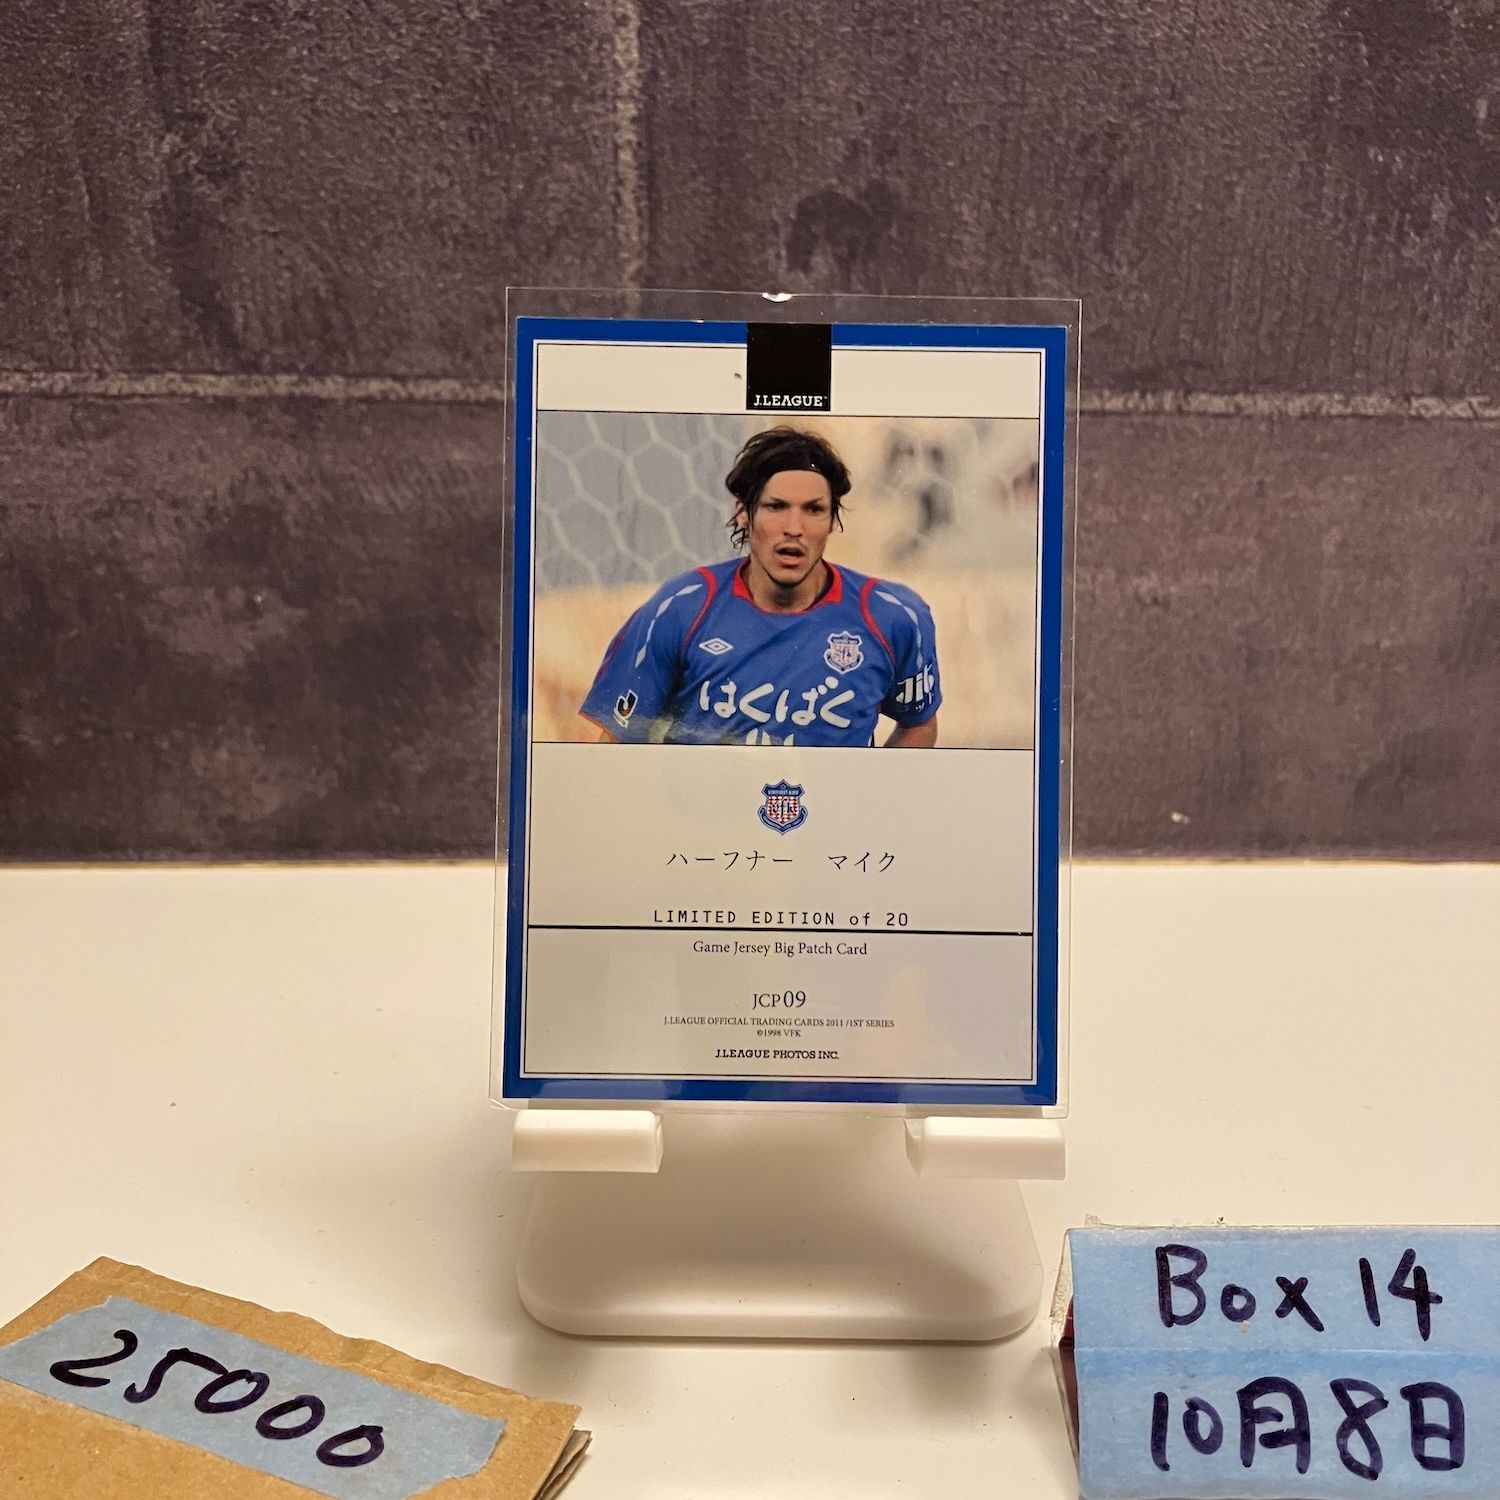 J.LEAGUE
はくばく
ハーフナー マイク
LIMITED EDITION of 20
Game Jersey Big Patch Card
JCP09
J.LEAGUE OFFICIAL TRADING CARDS 2011 /1ST SERIES
©1998 VFK
J.LEAGUE PHOTOS INC.
25000
Box 14
10月8日